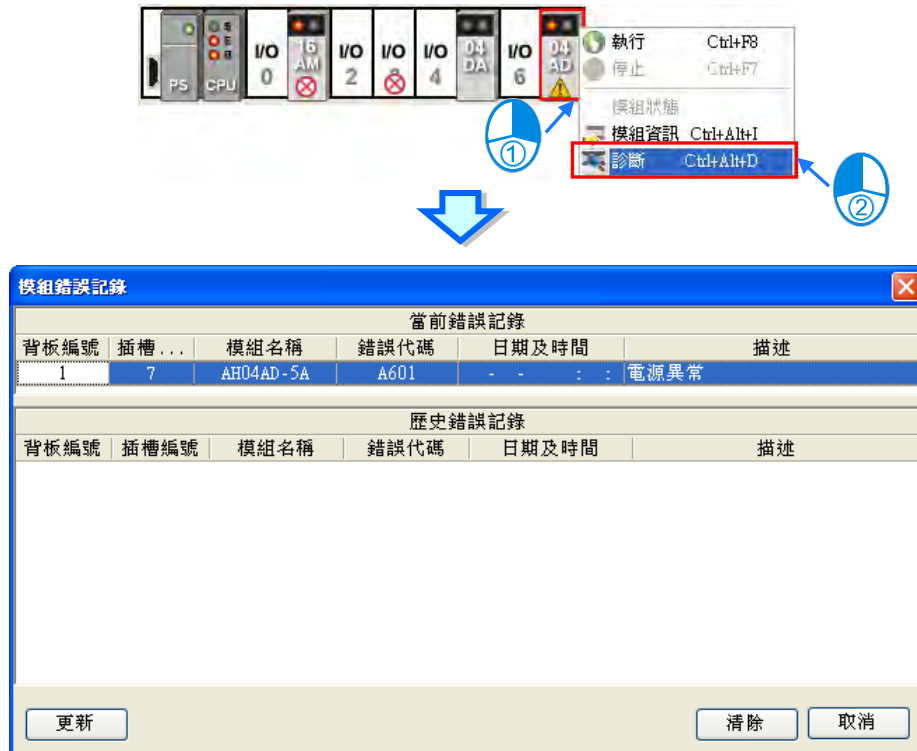 PS CPU S E B I/O 0 16 AM I/O 2 I/O I/O 4 04 DA I/O 6 04 AD
執行 Ctrl+F8
停止 Ctrl+F7
模組狀態
模組資訊 Ctrl+Alt+I
診斷 Ctrl+Alt+D
①
②
模組錯誤記錄
當前錯誤記錄
背板編號 插槽... 模組名稱 錯誤代碼 日期及時間 描述
1 7 AH04AD-5A A601 - - : : 電源異常
歷史錯誤記錄
背板編號 插槽編號 模組名稱 錯誤代碼 日期及時間 描述
更新 清除 取消